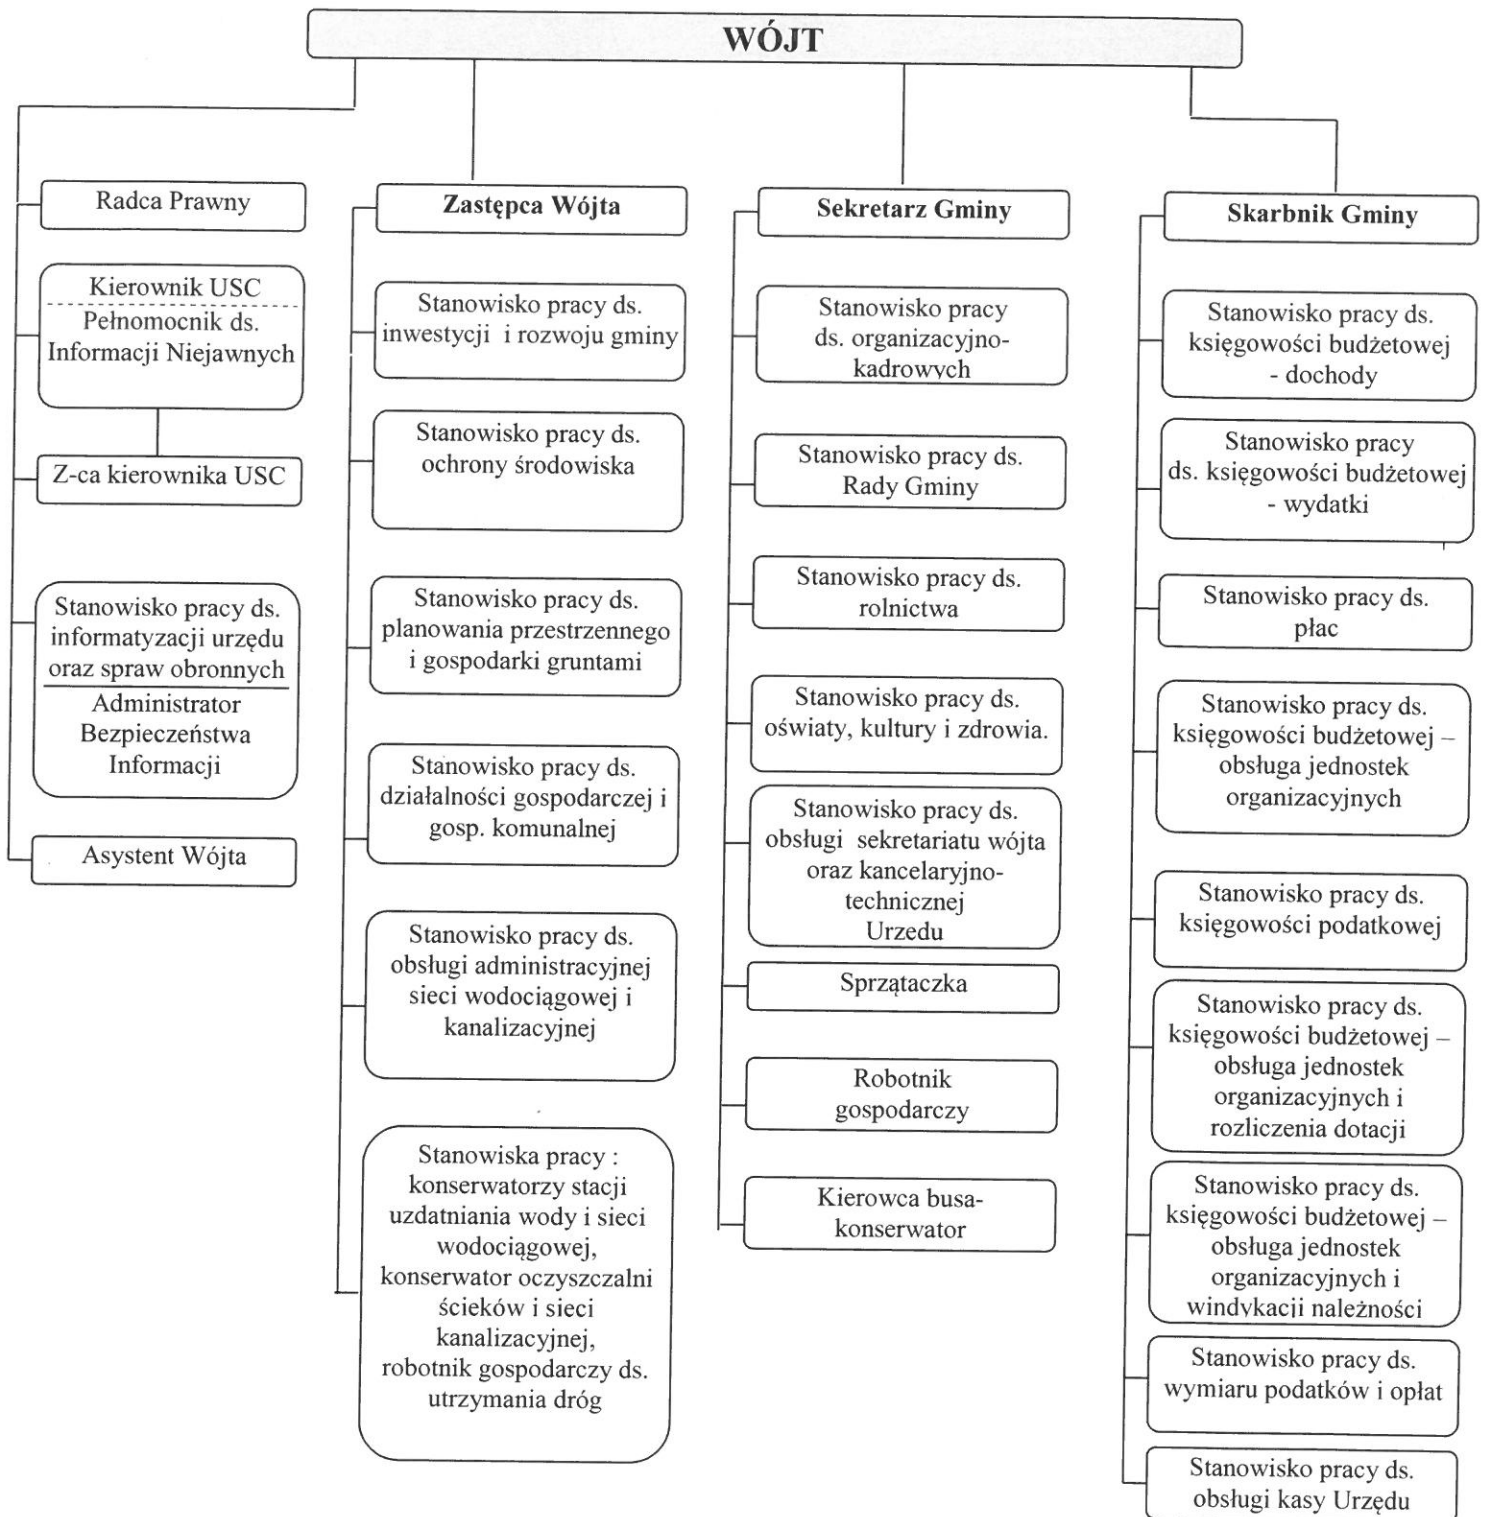 WÓJT
Radca Prawny
Kierownik USC
Pełnomocnik ds.
Informacji Niejawnych
Z-ca kierownika USC
Stanowisko pracy ds.
informatyzacji urzędu
oraz spraw obronnych
Administrator
Bezpieczeństwa
Informacji
Asystent Wójta
Zastępca Wójta
Stanowisko pracy ds.
inwestycji i rozwoju gminy
Stanowisko pracy ds.
ochrony środowiska
Stanowisko pracy ds.
planowania przestrzennego
i gospodarki gruntami
Stanowisko pracy ds.
działalności gospodarczej i
gosp. komunalnej
Stanowisko pracy ds.
obsługi administracyjnej
sieci wodociągowej i
kanalizacyjnej
Stanowiska pracy :
konserwatorzy stacji
uzdatniania wody i sieci
wodociągowej,
konserwator oczyszczalni
ścieków i sieci
kanalizacyjnej,
robotnik gospodarczy ds.
utrzymania dróg
Sekretarz Gminy
Stanowisko pracy
ds. organizacyjno-
kadrowych
Stanowisko pracy ds.
Rady Gminy
Stanowisko pracy ds.
rolnictwa
Stanowisko pracy ds.
oświaty, kultury i zdrowia.
Stanowisko pracy ds.
obsługi sekretariatu wójta
oraz kancelaryjno-
technicznej
Urzedu
Sprzątaczka
Robotnik
gospodarczy
Kierowca busa-
konserwator
Skarbnik Gminy
Stanowisko pracy ds.
księgowości budżetowej
- dochody
Stanowisko pracy
ds. księgowości budżetowej
- wydatki
Stanowisko pracy ds.
płac
Stanowisko pracy ds.
księgowości budżetowej –
obsługa jednostek
organizacyjnych
Stanowisko pracy ds.
księgowości podatkowej
Stanowisko pracy ds.
księgowości budżetowej –
obsługa jednostek
organizacyjnych i
rozliczenia dotacji
Stanowisko pracy ds.
księgowości budżetowej –
obsługa jednostek
organizacyjnych i
windykacji należności
Stanowisko pracy ds.
wymiaru podatków i opłat
Stanowisko pracy ds.
obsługi kasy Urzędu